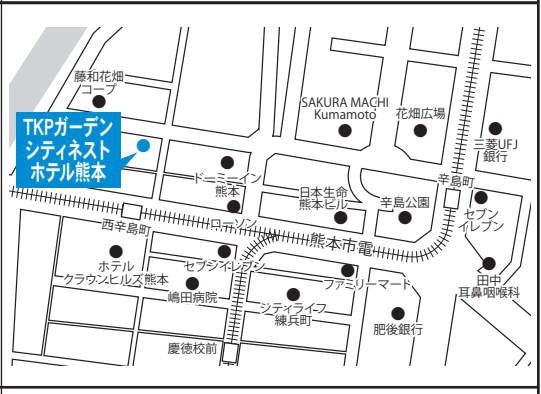 藤和花畑
コープ
TKPガーデン
シティネスト
ホテル熊本
SAKURA MACHI
Kumamoto
花畑広場
三菱UFJ
銀行
ドーミーイン
熊本
日本生命
熊本ビル
辛島公園
辛島町
セブン
イレブン
西辛島町
ローソン
熊本市電
ホテル
クラウンヒルズ熊本
セブンイレブン
嶋田病院
ファミリーマート
田中
耳鼻咽喉科
シティライフ
練兵町
肥後銀行
慶徳校前